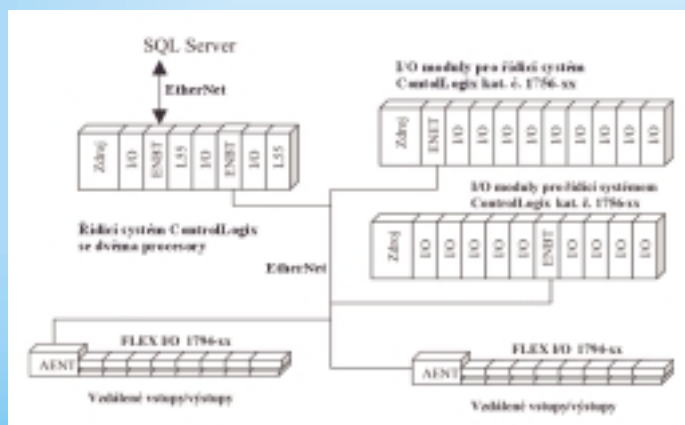 SQL Server
EtherNet
Zdroj
I/O
ENBT
L55
I/O
ENBT
I/O
L55
Řídicí systém ControlLogix
se dvěma procesory
I/O moduly pro řídicí systém
ContolLogix kat. č. 1756-xx
Zdroj
ENET
I/O
I/O
I/O
I/O
I/O
I/O
I/O
I/O
I/O moduly pro řídicí systémom
ControlLogix kat. č. 1756-xx
Zdroj
I/O
I/O
I/O
I/O
ENBT
I/O
I/O
I/O
EtherNet
FLEX I/O 1794-xx
AENT
Vzdálené vstupy/výstupy
FLEX I/O 1794-xx
AENT
Vzdálené vstupy/výstupy